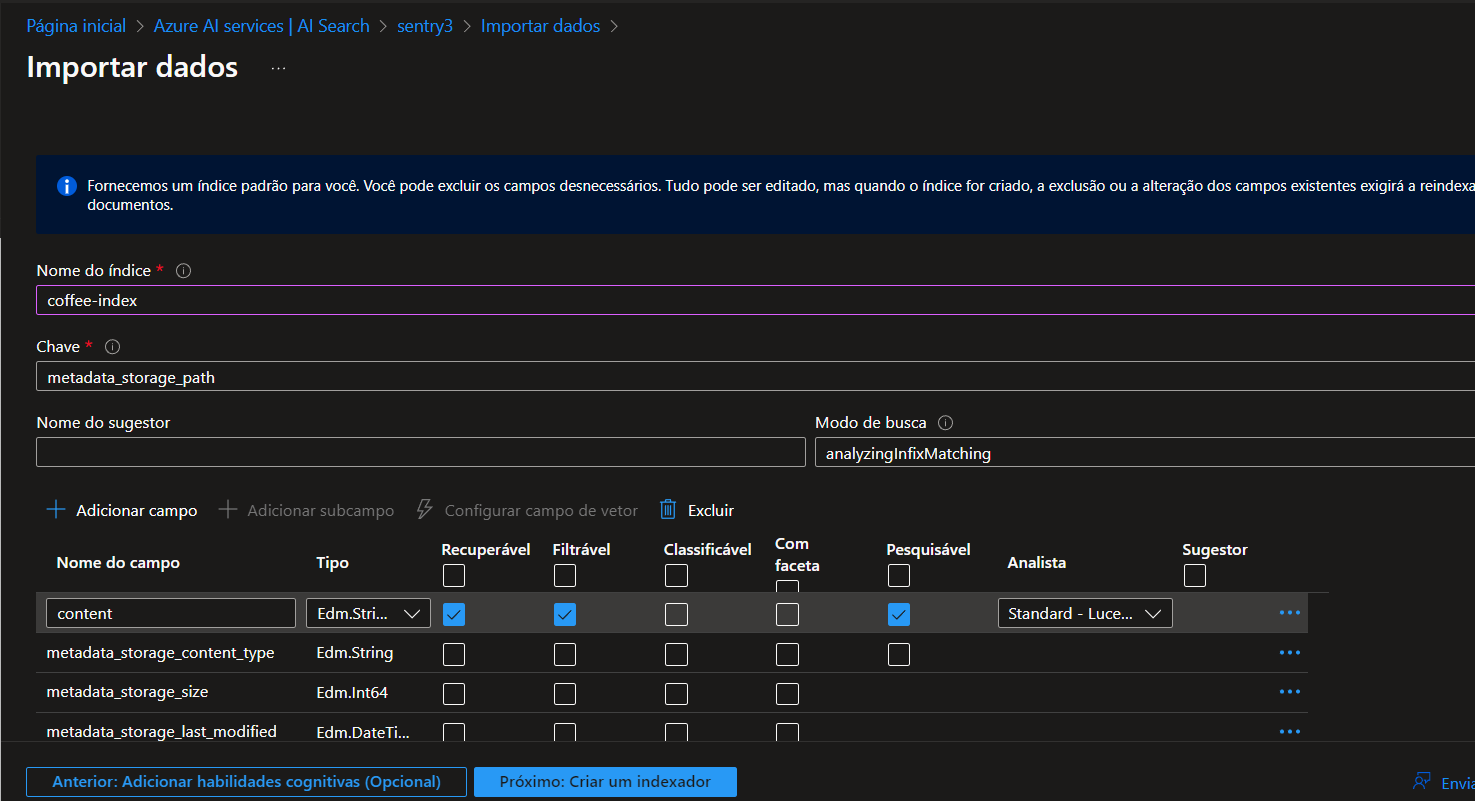 Página inicial > Azure AI services | AI Search > sentry3 > Importar dados >
Importar dados ...
Fornecemos um índice padrão para você. Você pode excluir os campos desnecessários. Tudo pode ser editado, mas quando o índice for criado, a exclusão ou a alteração dos campos existentes exigirá a reindexa
documentos.
Nome do índice *
coffee-index
Chave *
metadata_storage_path
Nome do sugestor Modo de busca
analyzingInfixMatching
Adicionar campo Adicionar subcampo Configurar campo de vetor Excluir
Nome do campo Tipo Recuperável Filtrável Classificável Com faceta Pesquisável Analista Sugestor
content Edm.Stri... Standard - Luce...
metadata_storage_content_type Edm.String
metadata_storage_size Edm.Int64
metadata_storage_last_modified Edm.DateTi...
Anterior: Adicionar habilidades cognitivas (Opcional) Próximo: Criar um indexador Envia